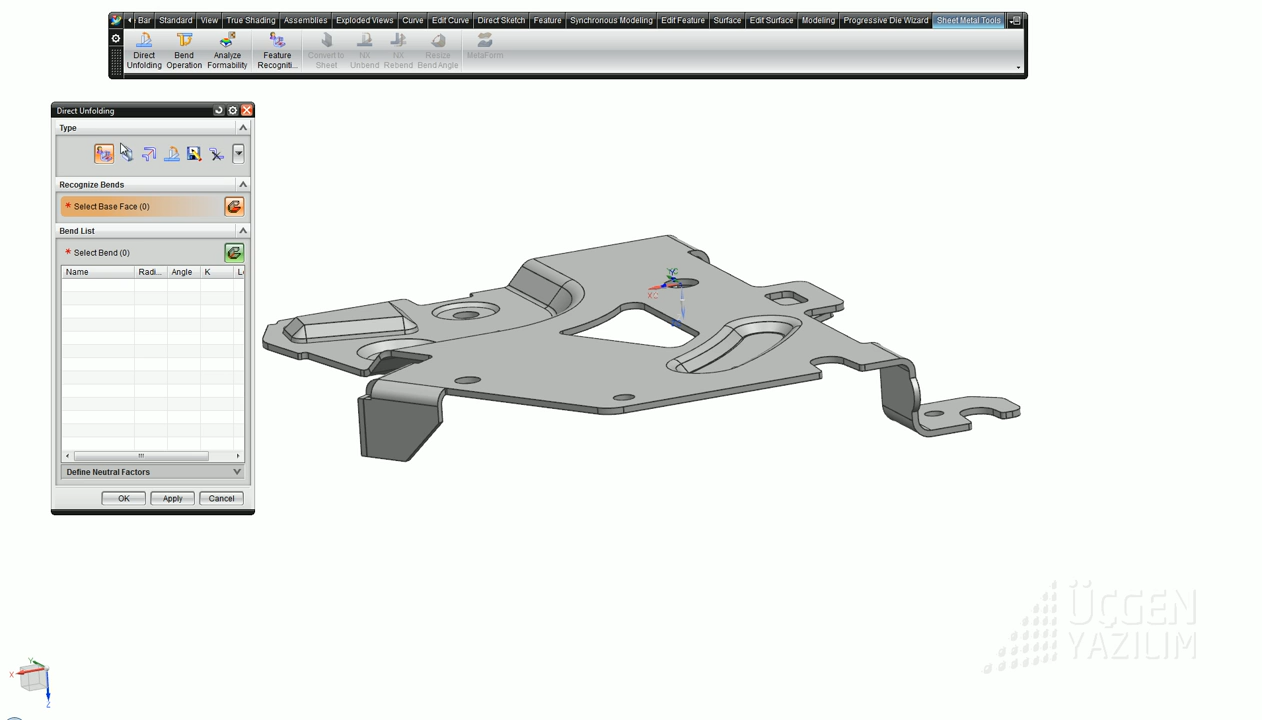 Bar Standard View True Shading Assemblies Exploded Views Curve Edit Curve Direct Sketch Feature Synchronous Modeling Edit Feature Surface Edit Surface Modeling Progressive Die Wizard Sheet Metal Tools
Direct Unfolding
Bend Operation
Analyze Formability
Feature Recogniti...
Convert to Sheet
NX Unbend
NX Rebend
Resize Bend Angle
MetaForm
Direct Unfolding
Type
Recognize Bends
* Select Base Face (0)
Bend List
* Select Bend (0)
Name Radi... Angle K
Define Neutral Factors
OK Apply Cancel
YC
XC
Y
X
Z
ÜÇGEN
YAZILIM